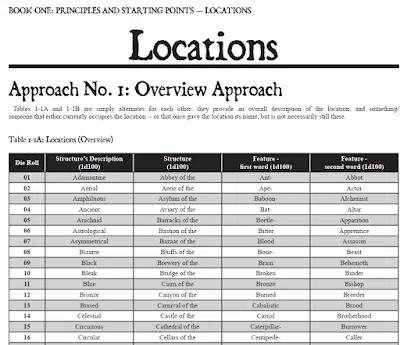 BOOK ONE: PRINCIPLES AND STARTING POINTS — LOCATIONS
Locations
Approach No. 1: Overview Approach
Tables 1-1A and 1-1B are simply alternates for each other: they provide an overall description of the location, and something/
someone that either currently occupies the location -- or that once gave the location its name, but is not necessarily still there.
Table 1-1A: Locations (Overview)
Die Roll Structure's Description (1d100) Structure (1d100) Feature - first word (1d100) Feature - second word (1d100)
01 Adamantine Abbey of the Ant- Abbot
02 Aerial Aerie of the Ape- Actor
03 Amphibious Asylum of the Baboon- Alchemist
04 Ancient Aviary of the Bat- Altar
05 Arachnid Barracks of the Beetle- Apparition
06 Astrological Bastion of the Bitter Apprentice
07 Asymmetrical Bazaar of the Blood Assassin
08 Bizarre Bluffs of the Bone- Beast
09 Black Brewery of the Brain Behemoth
10 Bleak Bridge of the Broken Binder
11 Blue Cairn of the Bronze Bishop
12 Bronze Canyon of the Burned Breeder
13 Buried Carnival of the Cabalistic Brood
14 Celestial Castle of the Carnal Brotherhood
15 Circuitous Cathedral of the Caterpillar- Burrower
16 Circular Cellars of the Centipede- Caller